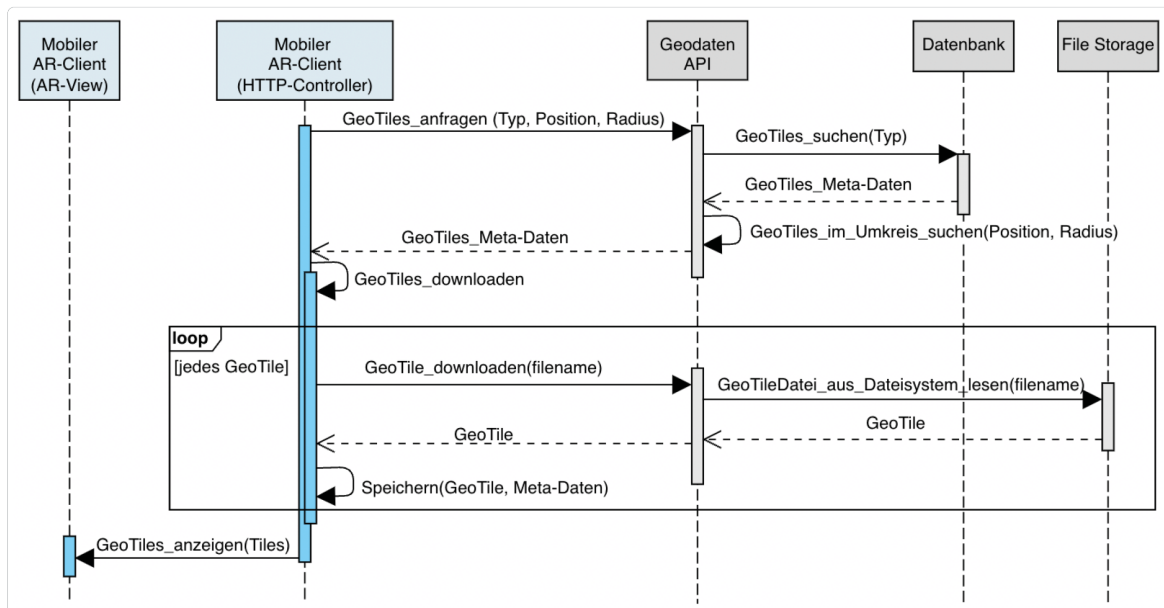 Mobiler
AR-Client
(AR-View)
Mobiler
AR-Client
(HTTP-Controller)
Geodaten
API
Datenbank
File Storage
GeoTiles_anfragen (Typ, Position, Radius)
GeoTiles_suchen(Typ)
GeoTiles_Meta-Daten
GeoTiles_im_Umkreis_suchen(Position, Radius)
GeoTiles_Meta-Daten
GeoTiles_downloaden
loop
[jedes GeoTile]
GeoTile_downloaden(filename)
GeoTileDatei_aus_Dateisystem_lesen(filename)
GeoTile
GeoTile
Speichern(GeoTile, Meta-Daten)
GeoTiles_anzeigen(Tiles)